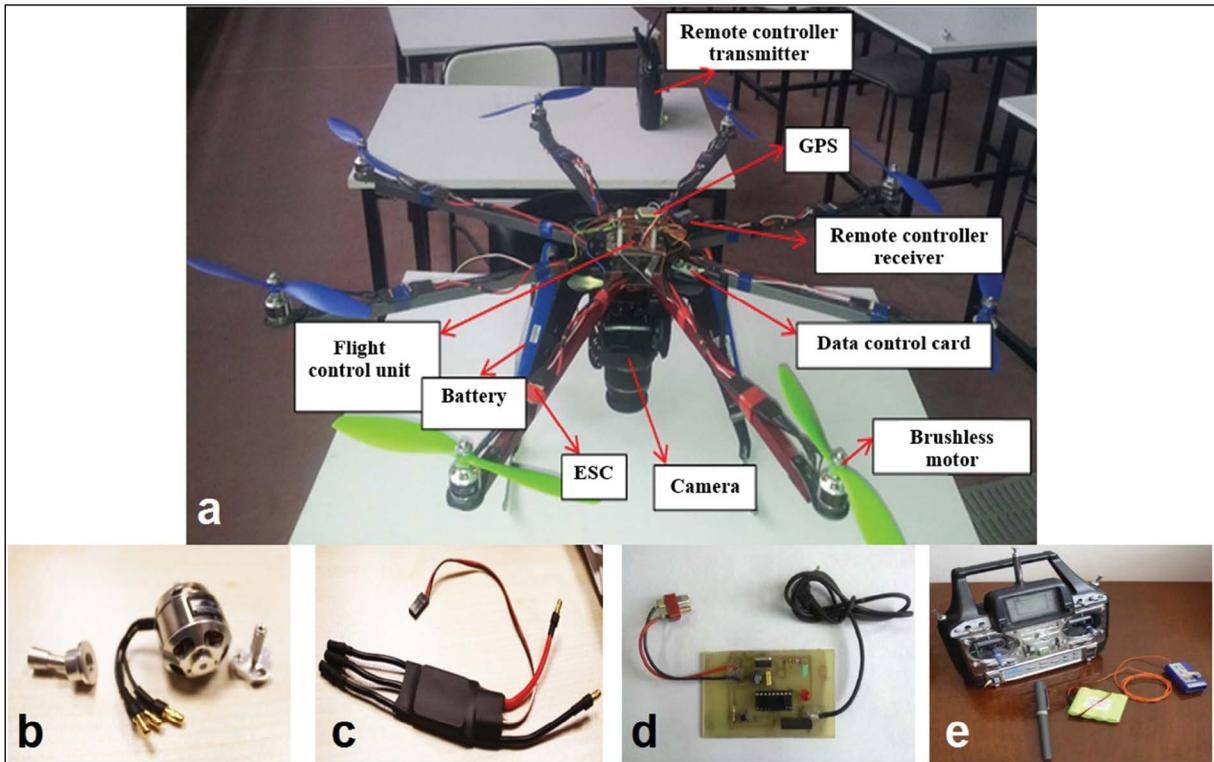 Remote controller
transmitter
GPS
Remote controller
receiver
Flight
control unit
Data control card
Battery
Brushless
motor
ESC
Camera
a
b
c
d
e